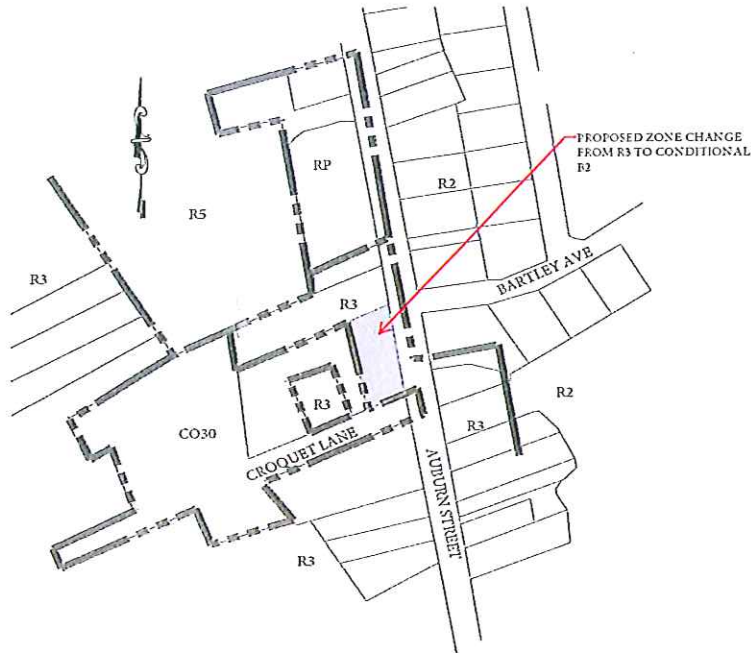 PROPOSED ZONE CHANGE
FROM R3 TO CONDITIONAL
R2
RP
R2
R5
R3
BARTLEY AVE
R3
R3
R2
CO30
R3
CROQUET LANE
AUBURN STREET
R3